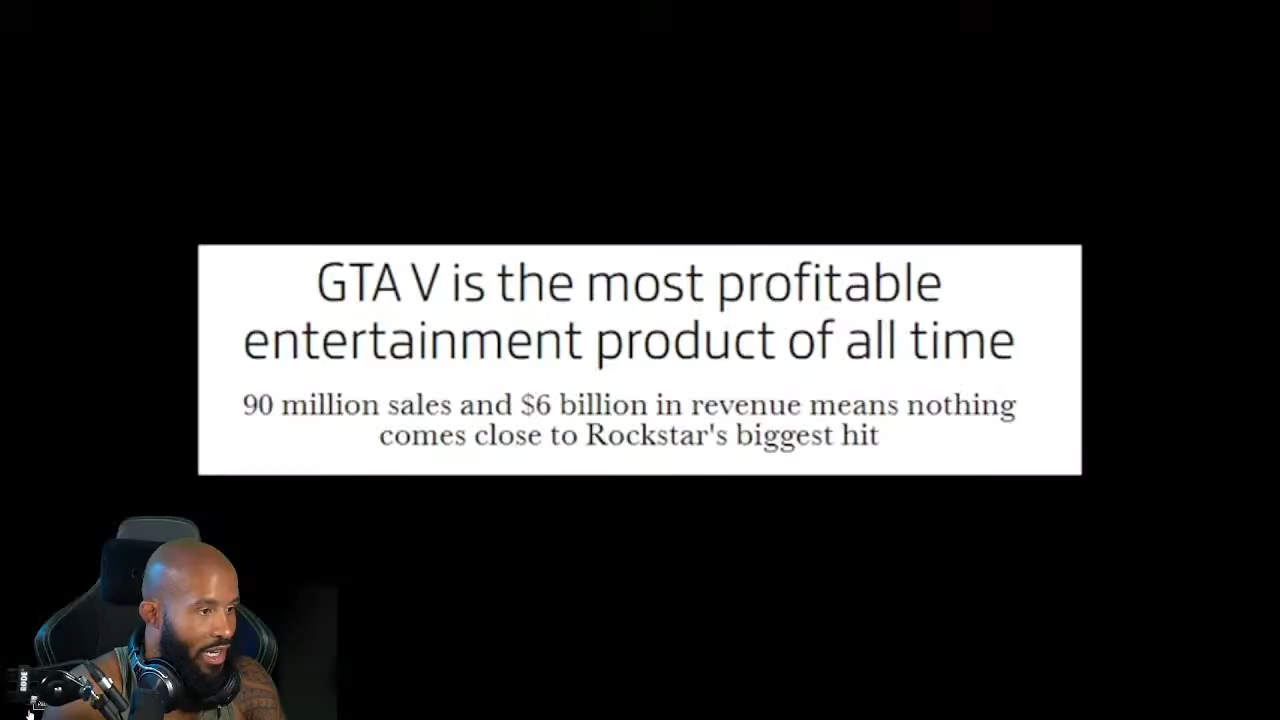 GTA V is the most profitable
entertainment product of all time
90 million sales and $6 billion in revenue means nothing
comes close to Rockstar's biggest hit
RODE